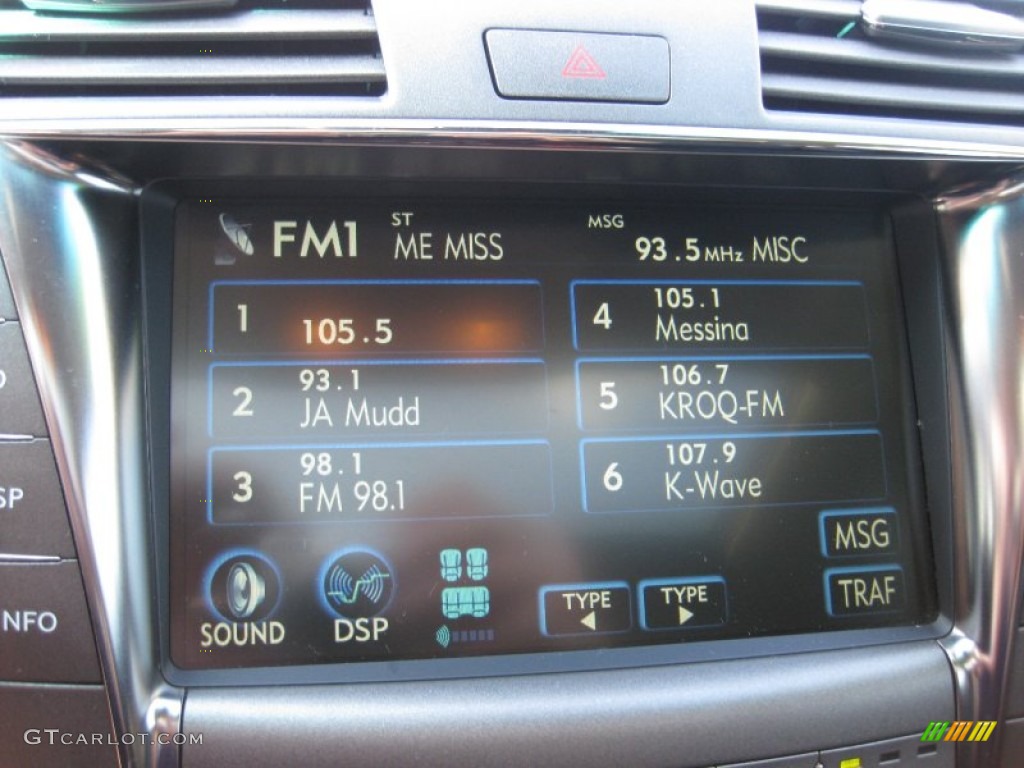 FM1 ST MSG
ME MISS 93.5MHz MISC
1 105.5
4 105.1
Messina
2 93.1
JA Mudd
5 106.7
KROQ-FM
3 98.1
FM 98.1
6 107.9
K-Wave
MSG
SOUND DSP TYPE TYPE TRAF
SP
NFO
GTCARLOT.COM